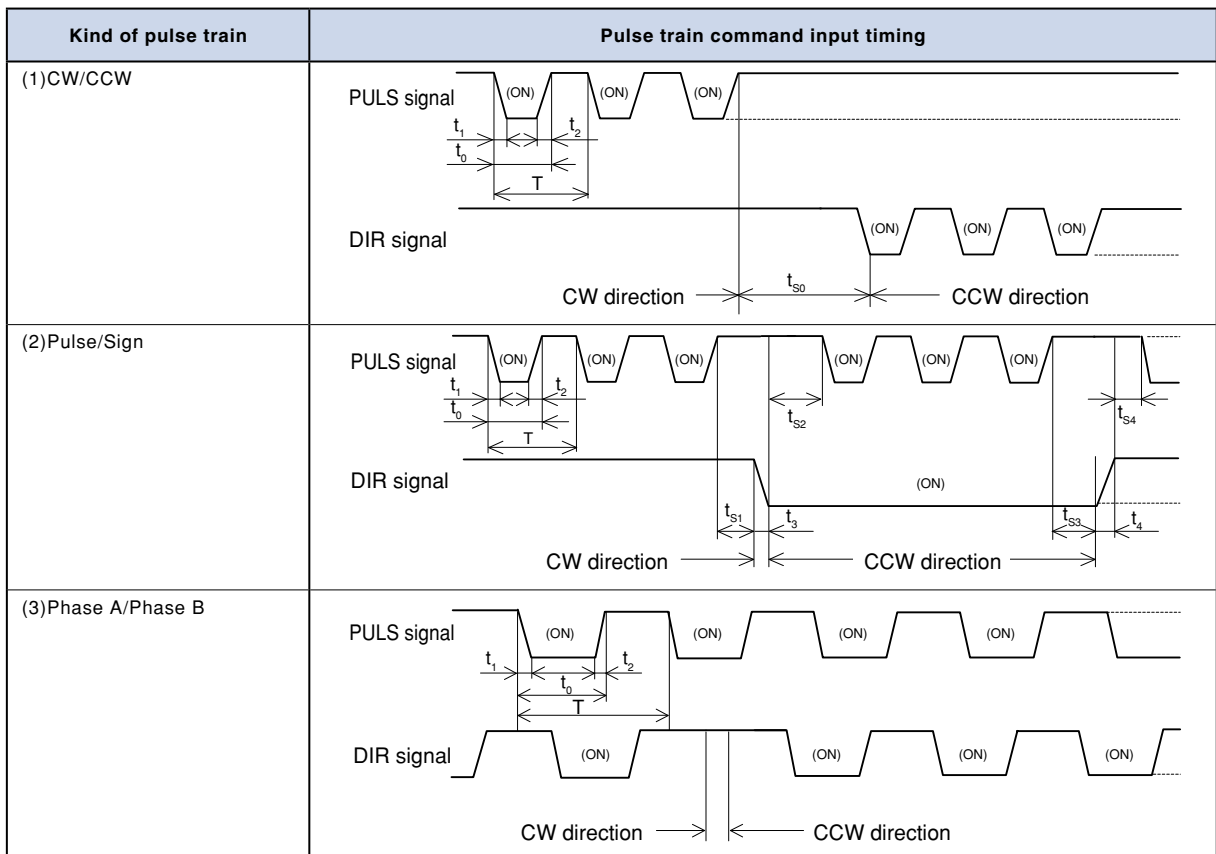 Kind of pulse train
Pulse train command input timing
(1)CW/CCW
PULS signal
(ON) (ON) (ON)
t1 t2
t0
T
DIR signal
(ON) (ON) (ON)
CW direction tS0 CCW direction
(2)Pulse/Sign
PULS signal
(ON) (ON) (ON) (ON) (ON) (ON)
t1 t2
t0
tS2 tS4
T
DIR signal
(ON)
tS1 t3 tS3 t4
CW direction CCW direction
(3)Phase A/Phase B
PULS signal
(ON) (ON) (ON) (ON)
t1 t2
t0
T
DIR signal
(ON) (ON) (ON) (ON)
CW direction CCW direction